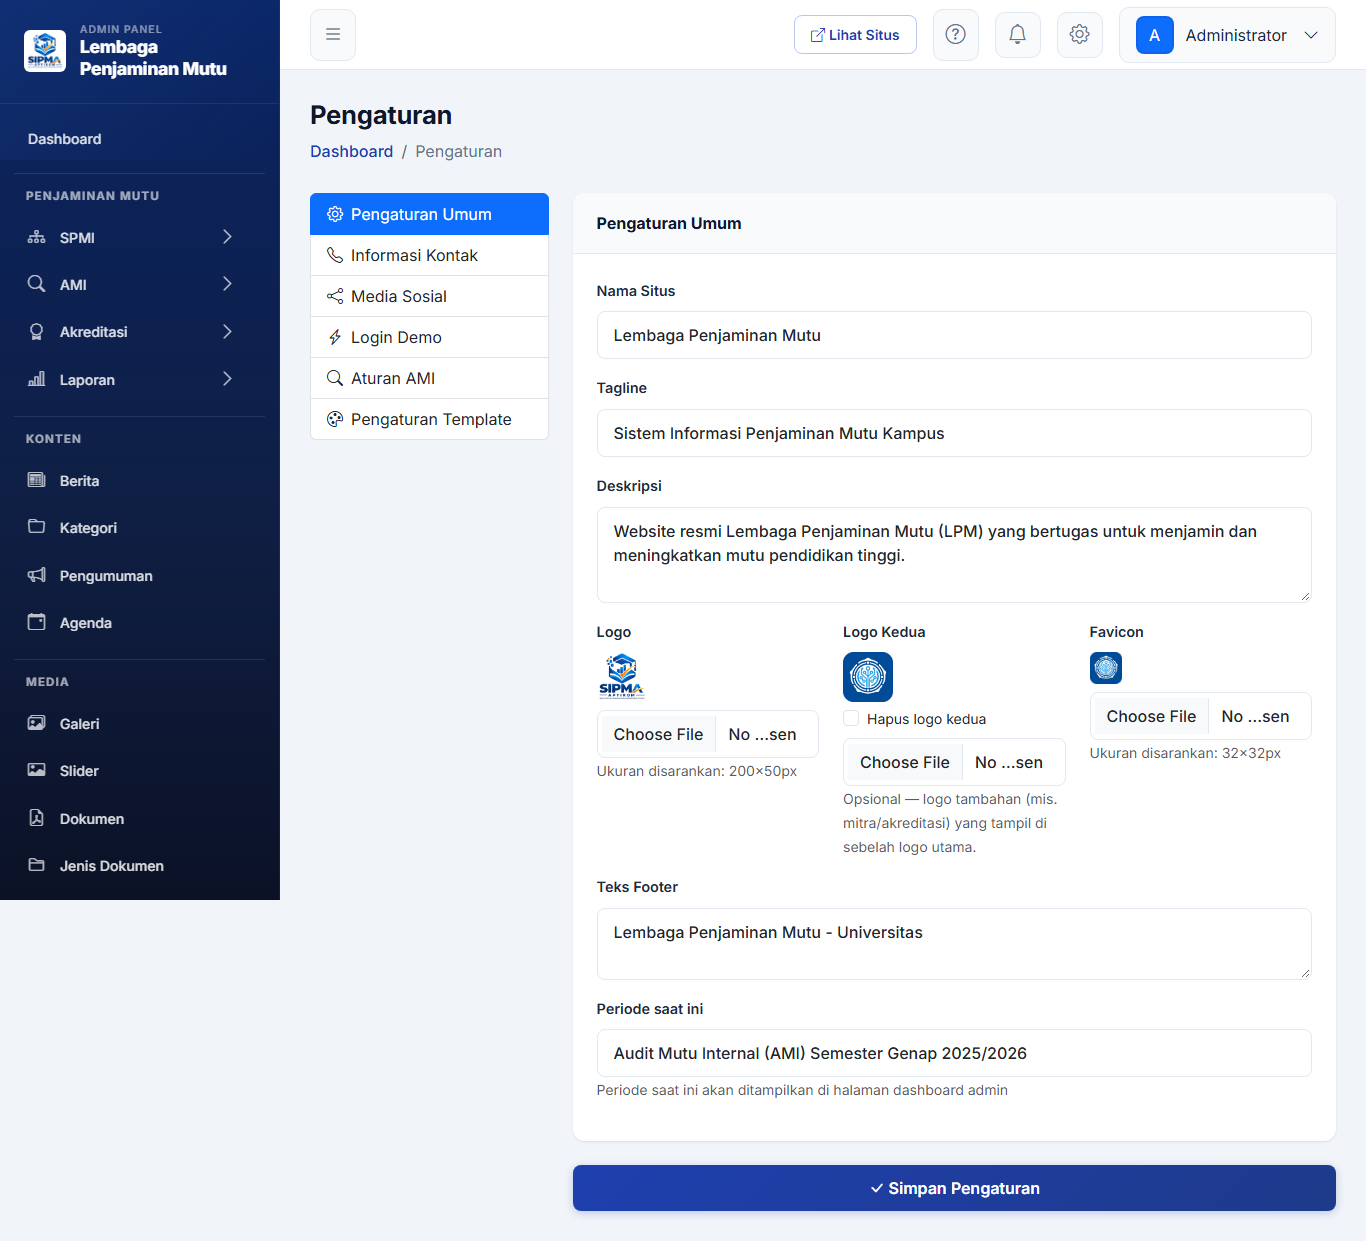 ADMIN PANEL
Lembaga
Penjaminan Mutu
SIPMA
Lihat Situs
A
Administrator
Dashboard
PENJAMINAN MUTU
SPMI
AMI
Akreditasi
Laporan
KONTEN
Berita
Kategori
Pengumuman
Agenda
MEDIA
Galeri
Slider
Dokumen
Jenis Dokumen
Pengaturan
Dashboard / Pengaturan
Pengaturan Umum
Informasi Kontak
Media Sosial
Login Demo
Aturan AMI
Pengaturan Template
Pengaturan Umum
Nama Situs
Lembaga Penjaminan Mutu
Tagline
Sistem Informasi Penjaminan Mutu Kampus
Deskripsi
Website resmi Lembaga Penjaminan Mutu (LPM) yang bertugas untuk menjamin dan
meningkatkan mutu pendidikan tinggi.
Logo
SIPMA
APTIKOM
Choose File No ...sen
Ukuran disarankan: 200×50px
Logo Kedua
Hapus logo kedua
Choose File No ...sen
Opsional — logo tambahan (mis.
mitra/akreditasi) yang tampil di
sebelah logo utama.
Favicon
Choose File No ...sen
Ukuran disarankan: 32×32px
Teks Footer
Lembaga Penjaminan Mutu - Universitas
Periode saat ini
Audit Mutu Internal (AMI) Semester Genap 2025/2026
Periode saat ini akan ditampilkan di halaman dashboard admin
Simpan Pengaturan